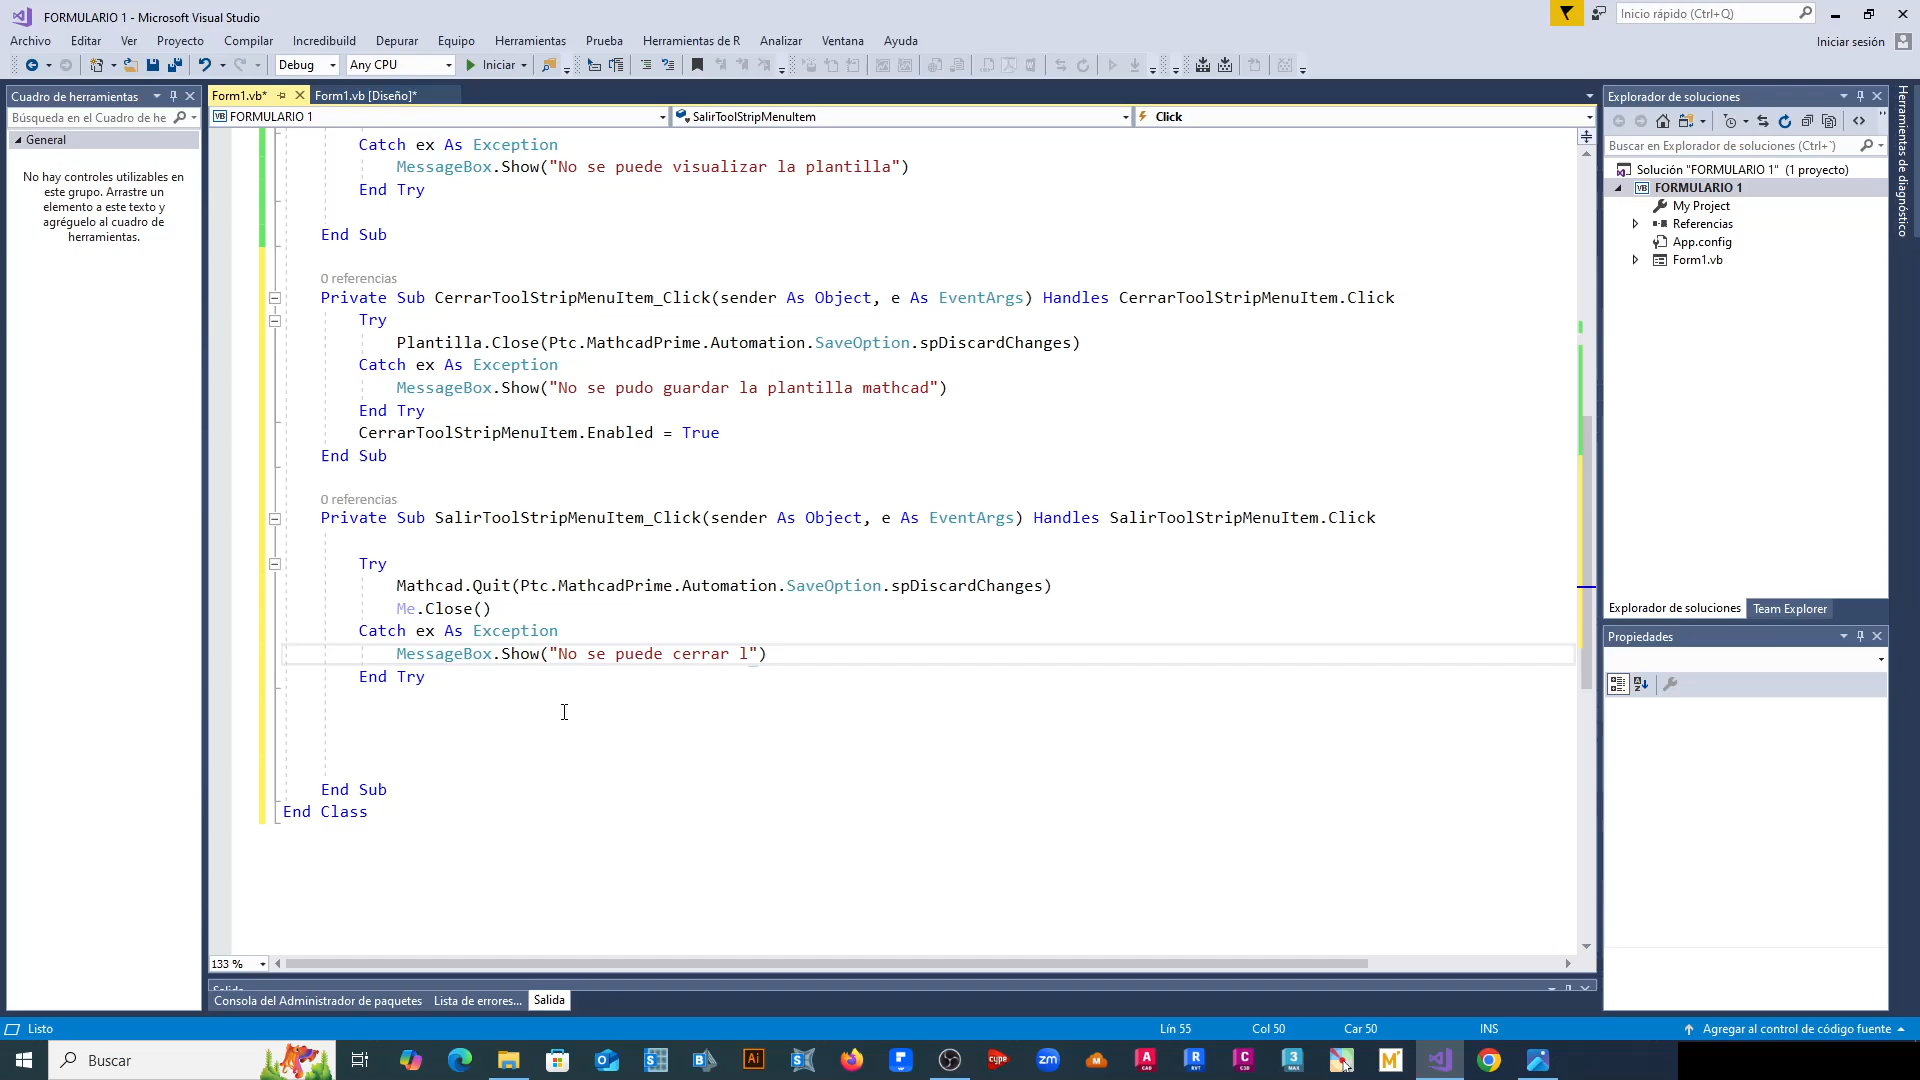 FORMULARIO 1 - Microsoft Visual Studio
Inicio rápido (Ctrl+Q)
Archivo Editar Ver Proyecto Compilar Incredibuild Depurar Equipo Herramientas Prueba Herramientas de R Analizar Ventana Ayuda
Iniciar sesión
Debug Any CPU Iniciar
Cuadro de herramientas
Búsqueda en el Cuadro de he
General
No hay controles utilizables en
este grupo. Arrastre un
elemento a este texto y
agréguelo al cuadro de
herramientas.
Form1.vb* Form1.vb [Diseño]*
FORMULARIO 1 SalirToolStripMenuItem Click
Catch ex As Exception
MessageBox.Show("No se puede visualizar la plantilla")
End Try
End Sub
0 referencias
Private Sub CerrarToolStripMenuItem_Click(sender As Object, e As EventArgs) Handles CerrarToolStripMenuItem.Click
Try
Plantilla.Close(Ptc.MathcadPrime.Automation.SaveOption.spDiscardChanges)
Catch ex As Exception
MessageBox.Show("No se pudo guardar la plantilla mathcad")
End Try
CerrarToolStripMenuItem.Enabled = True
End Sub
0 referencias
Private Sub SalirToolStripMenuItem_Click(sender As Object, e As EventArgs) Handles SalirToolStripMenuItem.Click
Try
Mathcad.Quit(Ptc.MathcadPrime.Automation.SaveOption.spDiscardChanges)
Me.Close()
Catch ex As Exception
MessageBox.Show("No se puede cerrar l")
End Try
End Sub
End Class
133 %
Salida
Consola del Administrador de paquetes Lista de errores... Salida
Explorador de soluciones
Buscar en Explorador de soluciones (Ctrl+`)
Solución "FORMULARIO 1" (1 proyecto)
FORMULARIO 1
My Project
Referencias
App.config
Form1.vb
Explorador de soluciones Team Explorer
Propiedades
Herramientas de diagnóstico
Listo Lín 55 Col 50 Car 50 INS Agregar al control de código fuente
Buscar